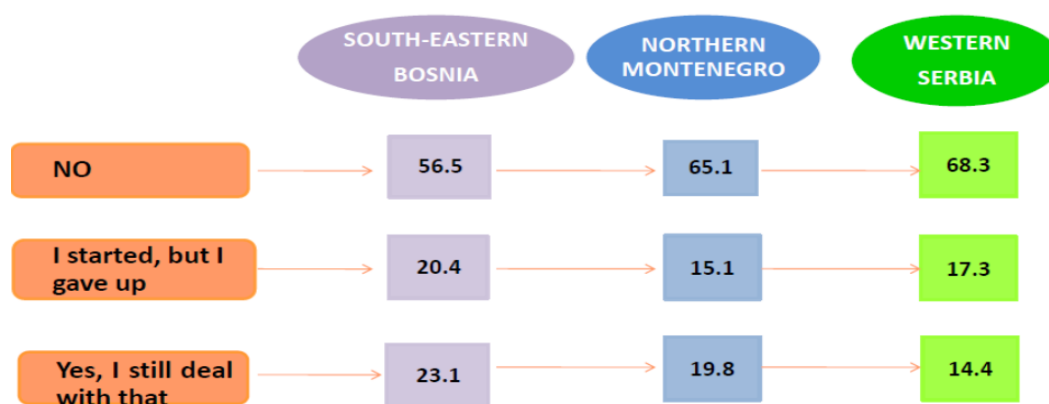 SOUTH-EASTERN
BOSNIA
NORTHERN
MONTENEGRO
WESTERN
SERBIA
NO
56.5
65.1
68.3
I started, but I
gave up
20.4
15.1
17.3
Yes, I still deal
with that
23.1
19.8
14.4